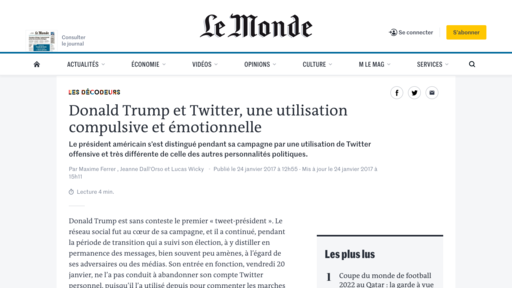 Le Monde
Consulter
le journal
Se connecter
S'abonner
ACTUALITÉS
ÉCONOMIE
VIDÉOS
OPINIONS
CULTURE
M LE MAG
SERVICES
LES DÉCODEURS
Donald Trump et Twitter, une utilisation
compulsive et émotionnelle
Le président américain s'est distingué pendant sa campagne par une utilisation de Twitter
offensive et très différente de celle des autres personnalités politiques.
Par Maxime Ferrer , Jeanne Dall'Orso et Lucas Wicky · Publié le 24 janvier 2017 à 12h55 · Mis à jour le 24 janvier 2017 à
15h11
Lecture 4 min.
Donald Trump est sans conteste le premier « tweet-président ». Le
réseau social fut au cœur de sa campagne, et il a continué, pendant
la période de transition qui a suivi son élection, à y distiller en
permanence des messages, bien souvent peu amènes, à l'égard de
ses adversaires ou des médias. Son entrée en fonction, vendredi 20
janvier, ne l'a pas conduit à abandonner son compte Twitter
personnel, puisqu'il l'a utilisé depuis pour commenter les marches
Les plus lus
1 Coupe du monde de football
2022 au Qatar : la garde à vue